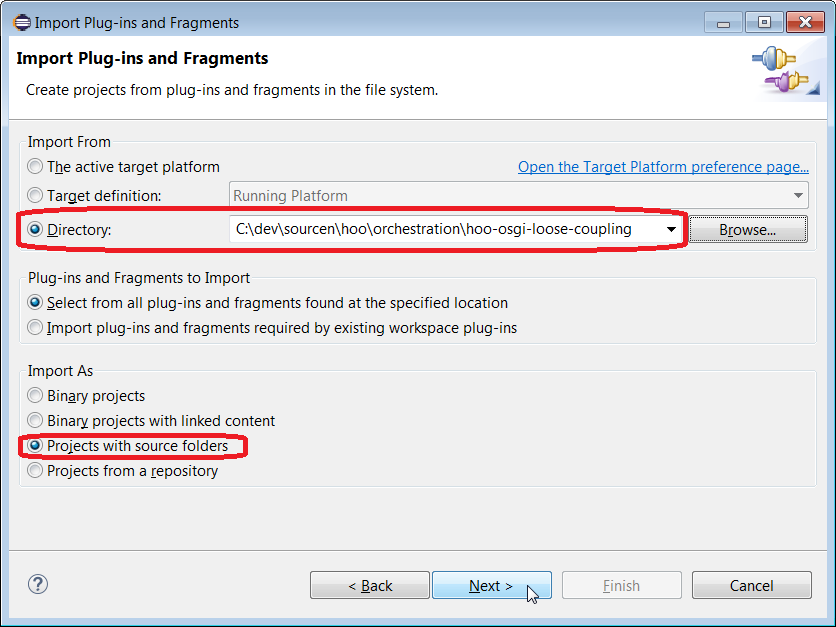 Import Plug-ins and Fragments
Import Plug-ins and Fragments
Create projects from plug-ins and fragments in the file system.
Import From
The active target platform
Open the Target Platform preference page...
Target definition:
Running Platform
Directory:
C:\dev\sourcen\hoo\orchestration\hoo-osgi-loose-coupling
Browse...
Plug-ins and Fragments to Import
Select from all plug-ins and fragments found at the specified location
Import plug-ins and fragments required by existing workspace plug-ins
Import As
Binary projects
Binary projects with linked content
Projects with source folders
Projects from a repository
?
< Back
Next >
Finish
Cancel